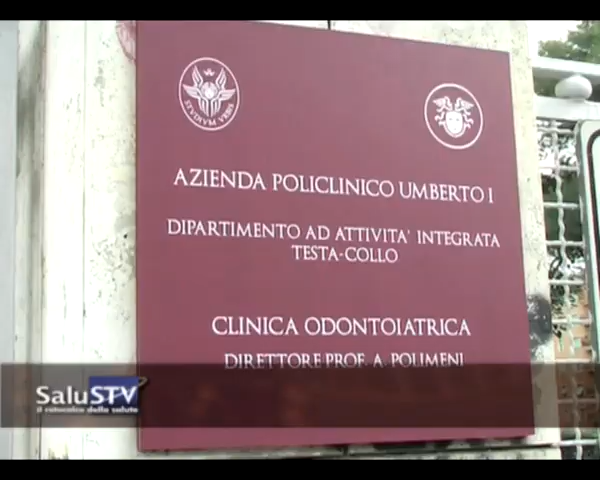 STVDIVM VRBIS
AZIENDA POLICLINICO UMBERTO I
DIPARTIMENTO AD ATTIVITA' INTEGRATA
TESTA-COLLO
CLINICA ODONTOIATRICA
DIRETTORE PROF. A. POLIMENI
SaluSTV
il rotocalco della salute